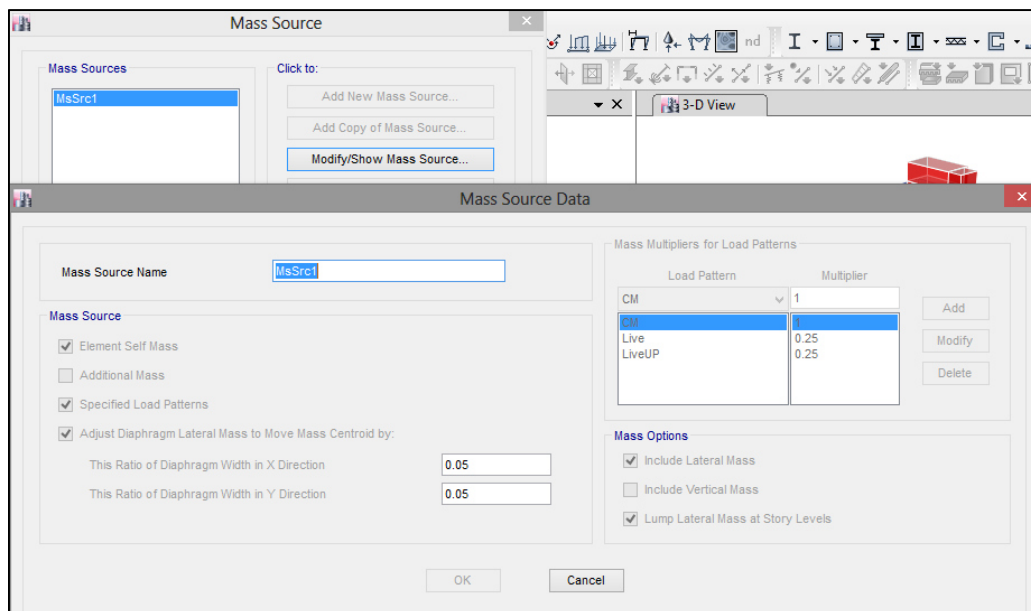 Mass Source
Mass Sources
Click to:
MsSrc1
Add New Mass Source...
Add Copy of Mass Source...
Modify/Show Mass Source...
nd
3-D View
Mass Source Data
Mass Source Name
MsSrc1
Mass Source
Element Self Mass
Additional Mass
Specified Load Patterns
Adjust Diaphragm Lateral Mass to Move Mass Centroid by:
This Ratio of Diaphragm Width in X Direction
0.05
This Ratio of Diaphragm Width in Y Direction
0.05
Mass Multipliers for Load Patterns
Load Pattern Multiplier
CM 1
CM 1
Live 0.25
LiveUP 0.25
Add
Modify
Delete
Mass Options
Include Lateral Mass
Include Vertical Mass
Lump Lateral Mass at Story Levels
OK Cancel